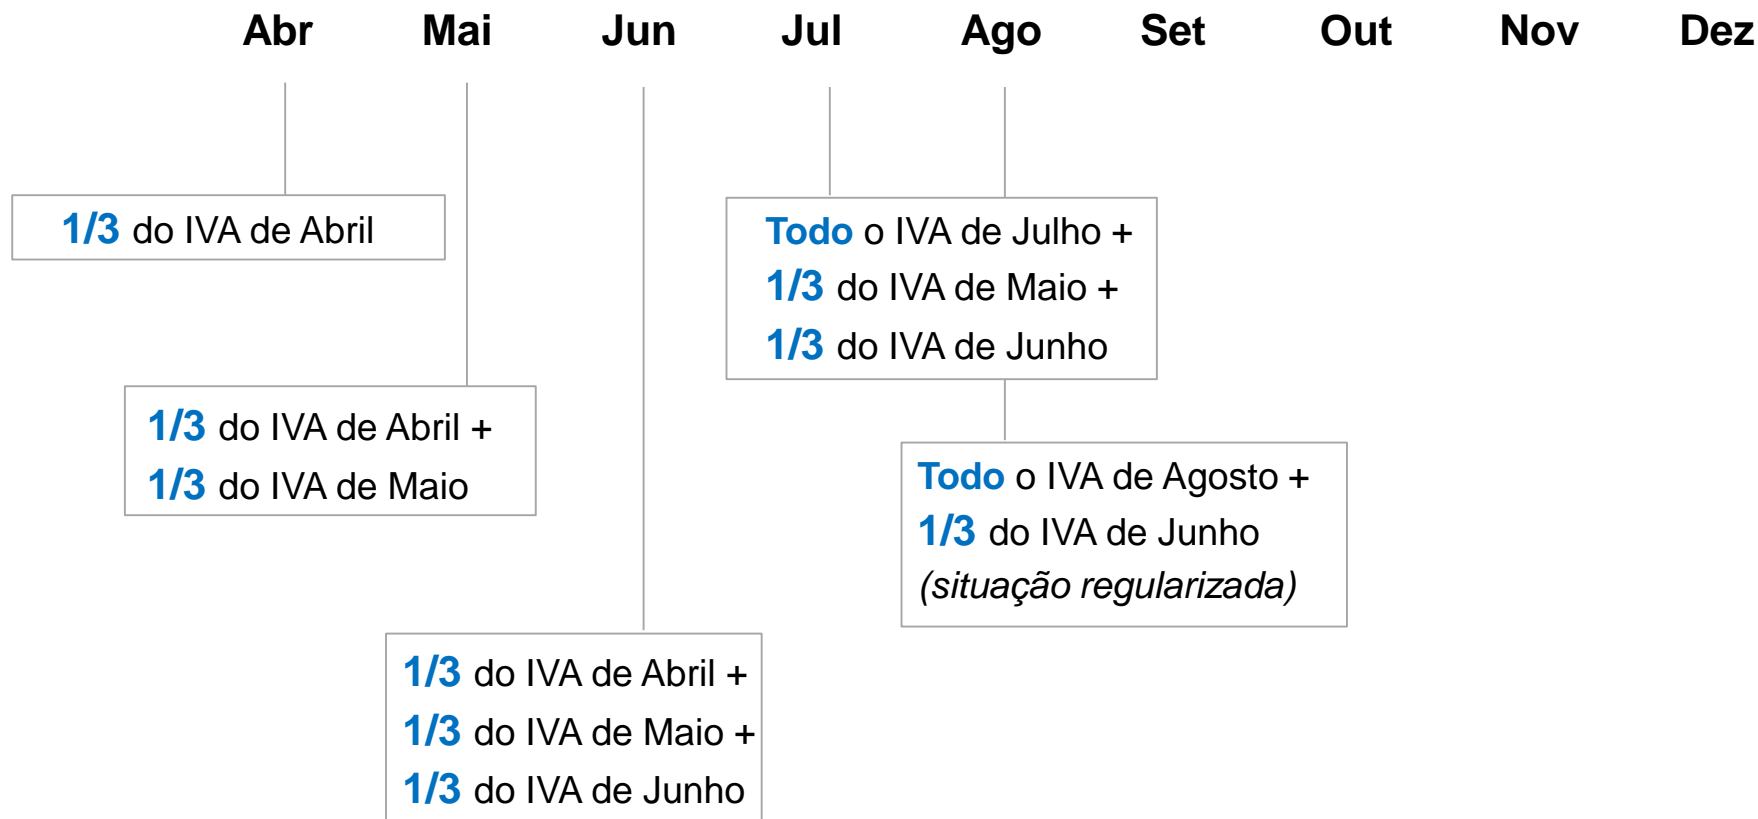 Abr Mai Jun Jul Ago Set Out Nov Dez
1/3 do IVA de Abril
1/3 do IVA de Abril +
1/3 do IVA de Maio
1/3 do IVA de Abril +
1/3 do IVA de Maio +
1/3 do IVA de Junho
Todo o IVA de Julho +
1/3 do IVA de Maio +
1/3 do IVA de Junho
Todo o IVA de Agosto +
1/3 do IVA de Junho
(situação regularizada)